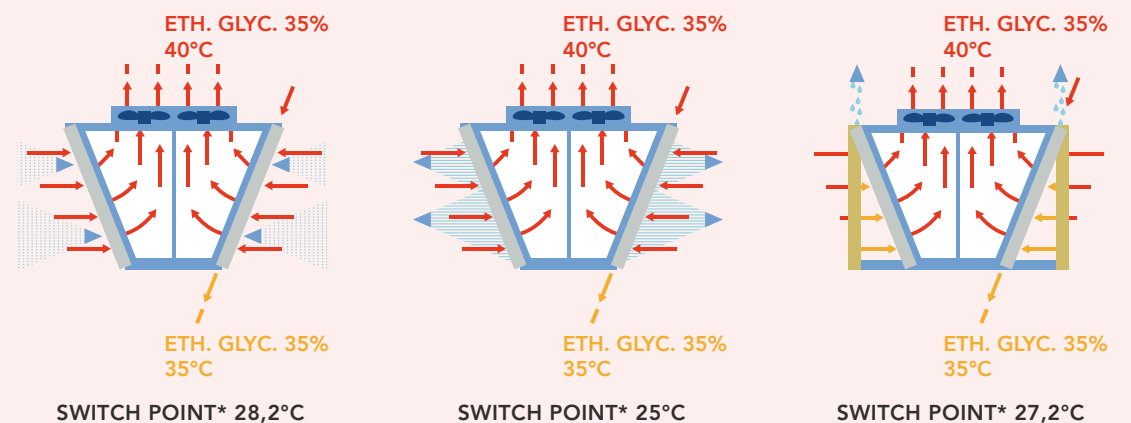 ETH. GLYC. 35%
40°C
ETH. GLYC. 35%
40°C
ETH. GLYC. 35%
40°C
ETH. GLYC. 35%
35°C
ETH. GLYC. 35%
35°C
ETH. GLYC. 35%
35°C
SWITCH POINT* 28,2°C
SWITCH POINT* 25°C
SWITCH POINT* 27,2°C